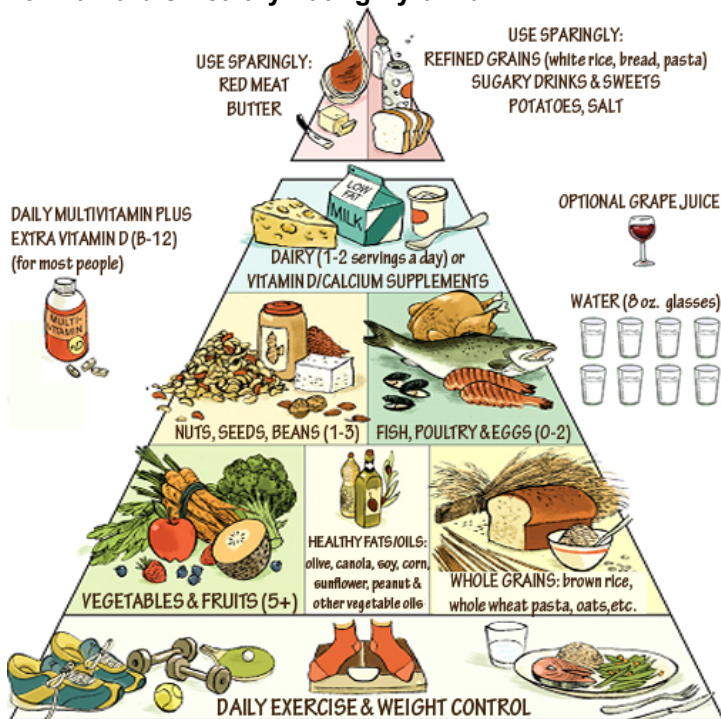 USE SPARINGLY:
RED MEAT
BUTTER
USE SPARINGLY:
REFINED GRAINS (white rice, bread, pasta)
SUGARY DRINKS & SWEETS
POTATOES, SALT
DAILY MULTIVITAMIN PLUS
EXTRA VITAMIN D (B-12)
(for most people)
MULTI-
VITAMIN
+D
LOW
FAT
MILK
DAIRY (1-2 servings a day) or
VITAMIN D/CALCIUM SUPPLEMENTS
OPTIONAL GRAPE JUICE
WATER (8 oz. glasses)
NUTS, SEEDS, BEANS (1-3)
FISH, POULTRY & EGGS (0-2)
VEGETABLES & FRUITS (5+)
HEALTHY FATS/OILS:
olive, canola, soy, corn,
sunflower, peanut &
other vegetable oils
WHOLE GRAINS: brown rice,
whole wheat pasta, oats,etc.
DAILY EXERCISE & WEIGHT CONTROL